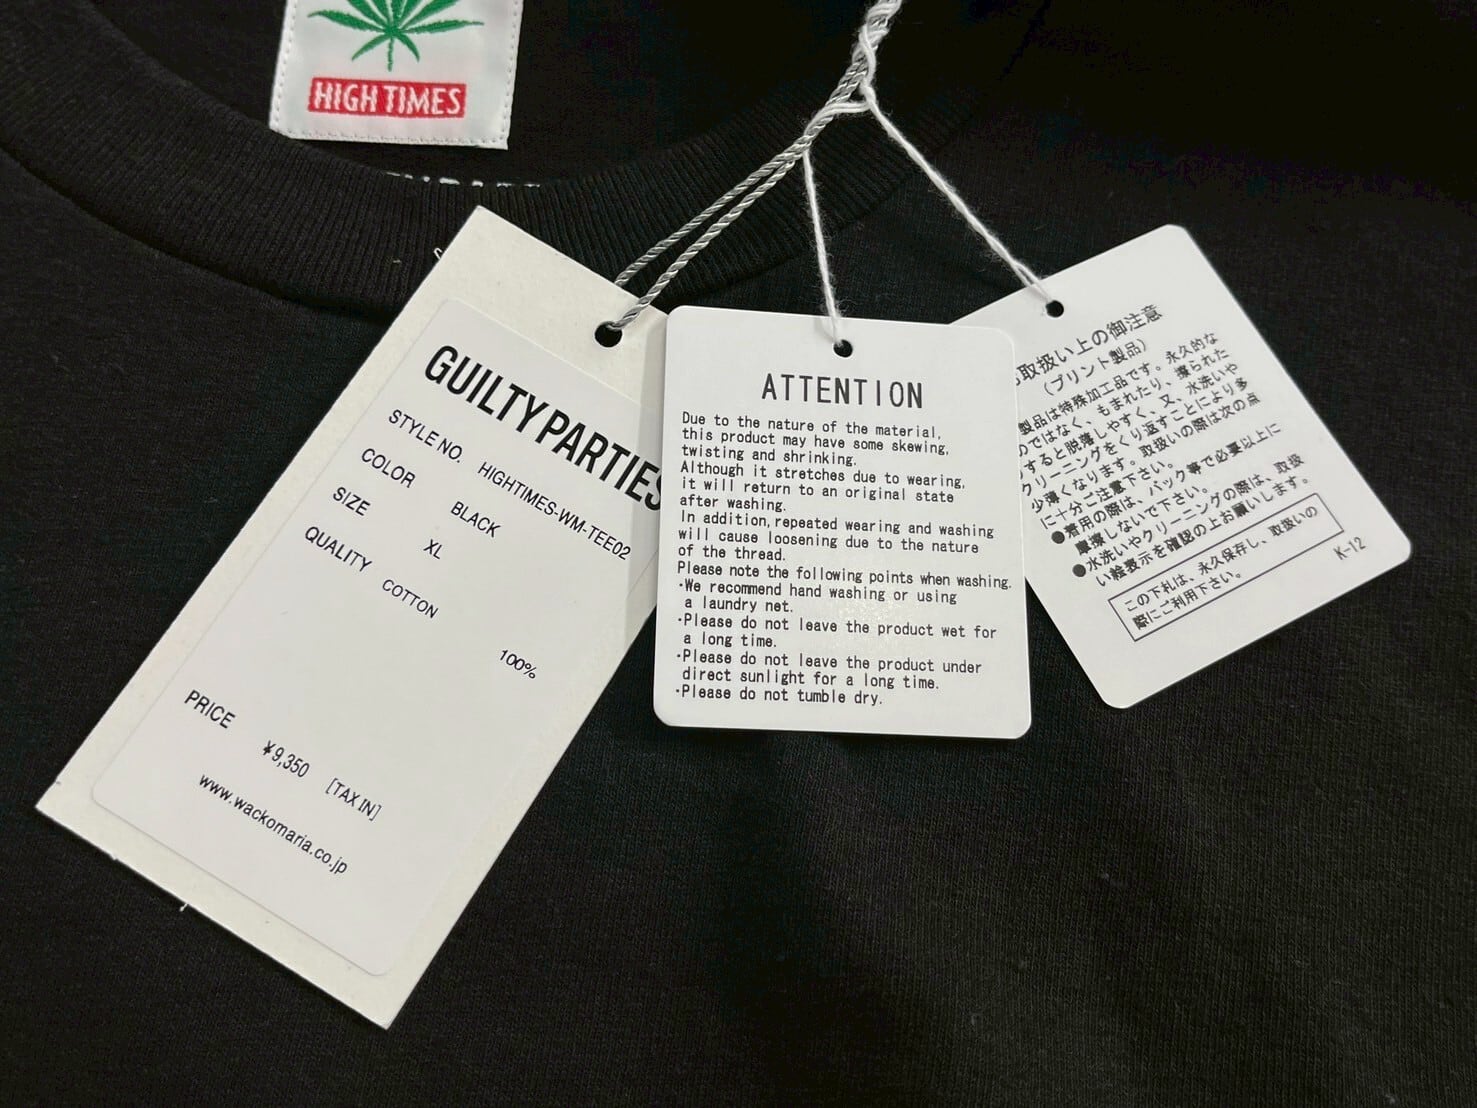 HIGH TIMES
GUILTY PARTIES
STYLE NO. HIGHTIMES-WM-TEE02
COLOR BLACK
SIZE XL
QUALITY COTTON
100%
PRICE
¥9,350 [TAX IN]
www.wackomaria.co.jp
ATTENTION
Due to the nature of the material,
this product may have some skewing,
twisting and shrinking.
Although it stretches due to wearing,
it will return to an original state
after washing.
In addition, repeated wearing and washing
will cause loosening due to the nature
of the thread.
Please note the following points when washing.
・We recommend hand washing or using
a laundry net.
・Please do not leave the product wet for
a long time.
・Please do not leave the product under
direct sunlight for a long time.
・Please do not tumble dry.
取扱い上の御注意
(プリント製品)
製品は特殊加工品です。永久的な
のではなく、もまれたり、擦られた
すると脱落しやすく、又、水洗いや
クリーニングをくり返すことにより多
少薄くなります。取扱いの際は次の点
に十分ご注意下さい。
●着用の際は、バック等で必要以上に
摩擦しないで下さい。
●水洗いやクリーニングの際は、取扱
い絵表示を確認の上お願いします。
この下札は、永久保存し、取扱いの
際にご利用下さい。
K-12